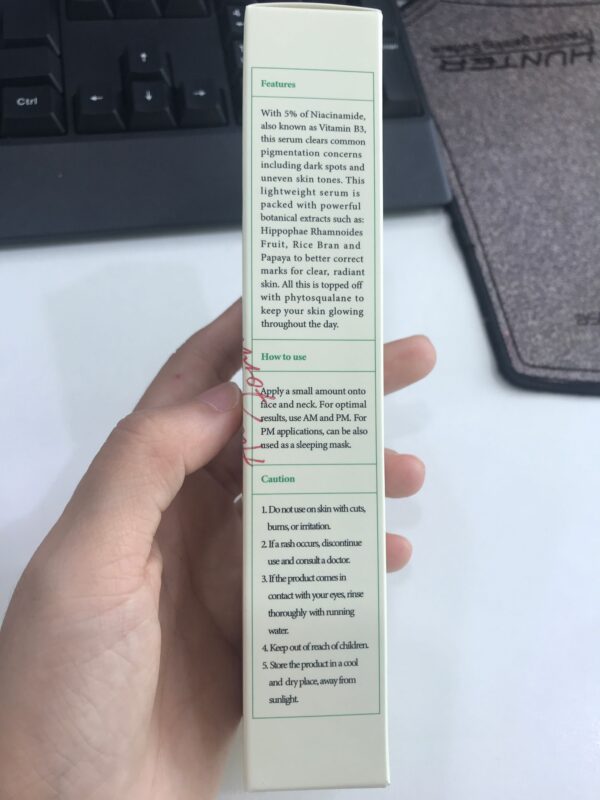 Ctrl
HUNTER
Features
With 5% of Niacinamide,
also known as Vitamin B3,
this serum clears common
pigmentation concerns
including dark spots and
uneven skin tones. This
lightweight serum is
packed with powerful
botanical extracts such as:
Hippophae Rhamnoides
Fruit, Rice Bran and
Papaya to better correct
marks for clear, radiant
skin. All this is topped off
with phytosqualane to
keep your skin glowing
throughout the day.
How to use
Apply a small amount onto
face and neck. For optimal
results, use AM and PM. For
PM applications, can be also
used as a sleeping mask.
Caution
1. Do not use on skin with cuts,
burns, or irritation.
2. If a rash occurs, discontinue
use and consult a doctor.
3. If the product comes in
contact with your eyes, rinse
thoroughly with running
water.
4. Keep out of reach of children.
5. Store the product in a cool
and dry place, away from
sunlight.